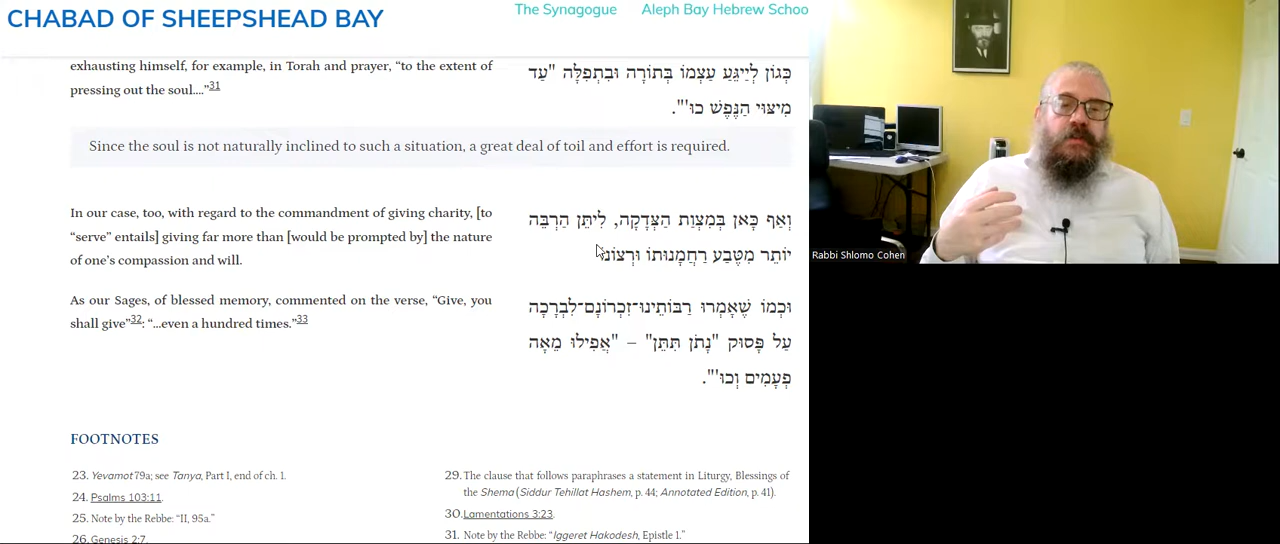 CHABAD OF SHEEPSHEAD BAY
The Synagogue
Aleph Bay Hebrew Schoo
exhausting himself, for example, in Torah and prayer, “to the extent of
pressing out the soul....”31
כְּגוֹן לְיַיגֵּעַ עַצְמוֹ בְּתוֹרָה וּבִתְפִלָּה "עַד
מִיצּוּי הַנֶּפֶשׁ כוּ'".
Since the soul is not naturally inclined to such a situation, a great deal of toil and effort is required.
In our case, too, with regard to the commandment of giving charity, [to
“serve” entails] giving far more than [would be prompted by] the nature
of one’s compassion and will.
וְאַף כָּאן בְּמִצְוַת הַצְּדָקָה, לִיתֵּן הַרְבֵּה
יוֹתֵר מִטֶּבַע רַחֲמָנוּתוֹ וּרְצוֹנוֹ
As our Sages, of blessed memory, commented on the verse, “Give, you
shall give”32: “...even a hundred times.”33
וּכְמוֹ שֶׁאָמְרוּ רַבּוֹתֵינוּ־זִכְרוֹנָם־לִבְרָכָה
עַל פָּסוּק "נָתֹן תִּתֵּן" – "אֲפִילוּ מֵאָה
פְּעָמִים וְכוּ'".
FOOTNOTES
23. Yevamot 79a; see Tanya, Part I, end of ch. 1.
24. Psalms 103:11.
25. Note by the Rebbe: “II, 95a.”
26. Genesis 2:7.
29. The clause that follows paraphrases a statement in Liturgy, Blessings of
the Shema (Siddur Tehillat Hashem, p. 44; Annotated Edition, p. 41).
30. Lamentations 3:23.
31. Note by the Rebbe: “Iggeret Hakodesh, Epistle 1.”
Rabbi Shlomo Cohen